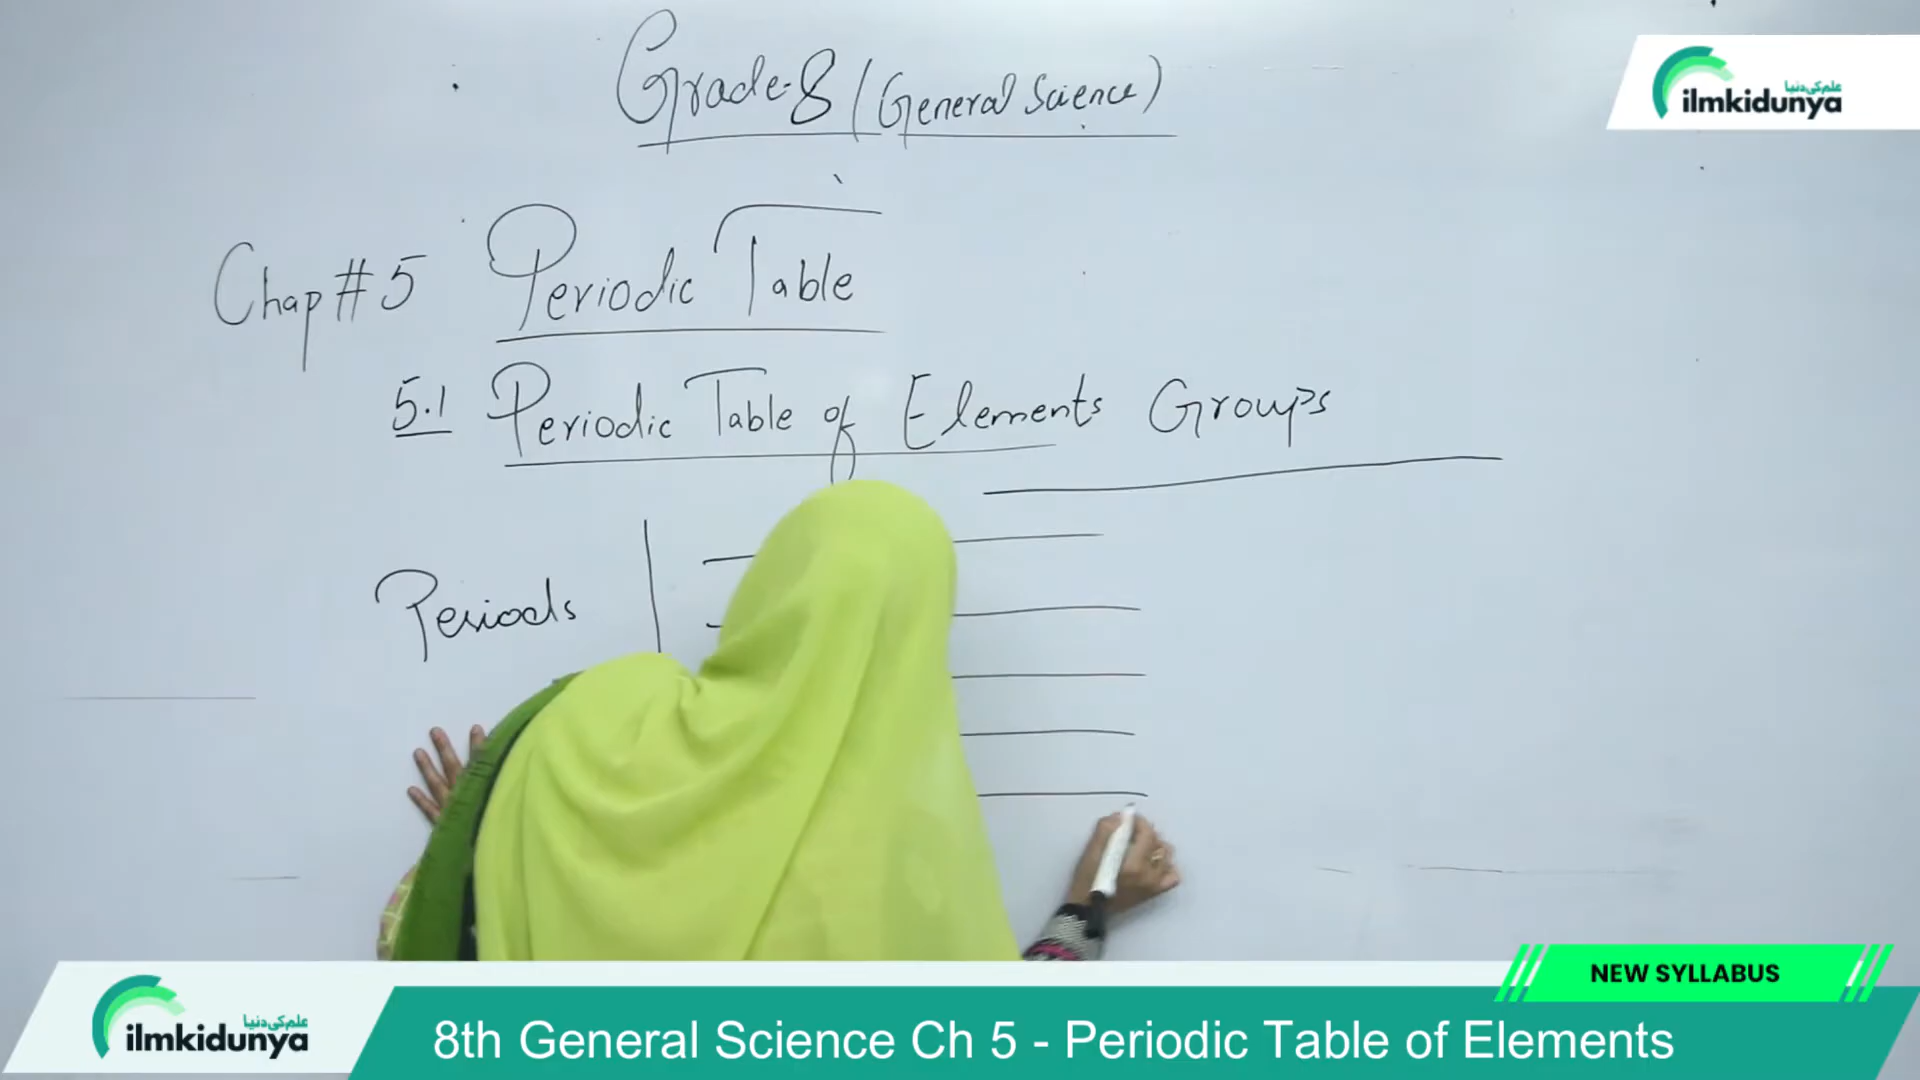 Grade-8 (General Science)
علم کی دنیا
ilmkidunya
Chap # 5 Periodic Table
5.1 Periodic Table of Elements Groups
Periods
NEW SYLLABUS
علم کی دنیا
ilmkidunya
8th General Science Ch 5 - Periodic Table of Elements